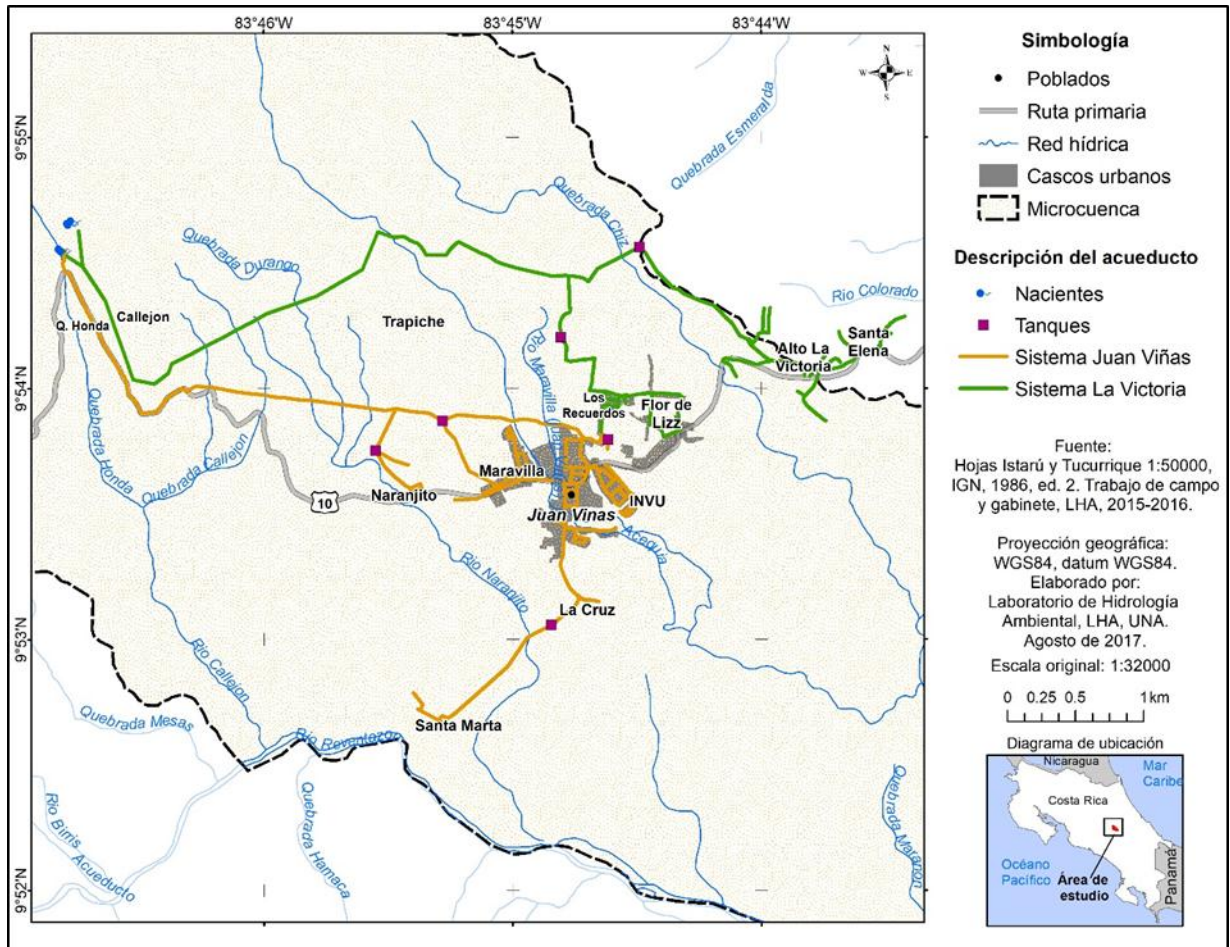 83°46'W
83°45'W
83°44'W
9°55'N
9°54'N
9°53'N
9°52'N
N
W
E
S
Quebrada Esmeralda
Quebrada Chiz
Quebrada Durango
Rio Colorado
Q. Honda
Callejon
Trapiche
Santa
Elena
Alto La
Victoria
Los
Recuerdos
Flor de
Lizz
Quebrada Honda
Quebrada Callejon
Maravilla
Naranjito
10
INVU
Juan Vinas
Acequia
Rio Naranjito
La Cruz
Rio Callejon
Santa Marta
Quebrada Mesas
Rio Reventazon
Rio Birris Acueducto
Quebrada Hamaca
Quebrada Maranon
Simbología
Poblados
Ruta primaria
Red hídrica
Cascos urbanos
Microcuenca
Descripción del acueducto
Nacientes
Tanques
Sistema Juan Viñas
Sistema La Victoria
Fuente:
Hojas Istarú y Tucurrique 1:50000,
IGN, 1986, ed. 2. Trabajo de campo
y gabinete, LHA, 2015-2016.
Proyección geográfica:
WGS84, datum WGS84.
Elaborado por:
Laboratorio de Hidrología
Ambiental, LHA, UNA.
Agosto de 2017.
Escala original: 1:32000
0 0.25 0.5 1 km
Diagrama de ubicación
Nicaragua
Mar
Caribe
Costa Rica
Océano
Pacífico
Área de
estudio
Panamá